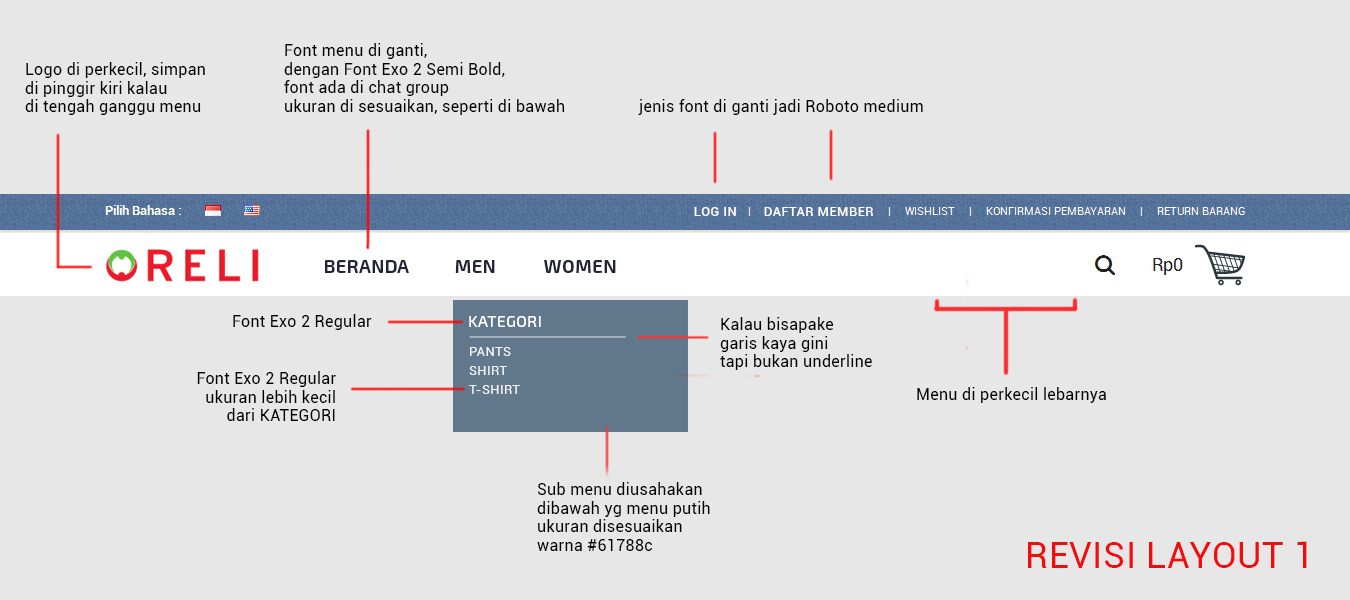 Logo di perkecil, simpan
di pinggir kiri kalau
di tengah ganggu menu
Font menu di ganti,
dengan Font Exo 2 Semi Bold,
font ada di chat group
ukuran di sesuaikan, seperti di bawah
jenis font di ganti jadi Roboto medium
Pilih Bahasa :
LOG IN | DAFTAR MEMBER | WISHLIST | KONFIRMASI PEMBAYARAN | RETURN BARANG
ORELI
BERANDA MEN WOMEN
Rp0
Font Exo 2 Regular
KATEGORI
PANTS
SHIRT
T-SHIRT
Kalau bisapake
garis kaya gini
tapi bukan underline
Font Exo 2 Regular
ukuran lebih kecil
dari KATEGORI
Menu di perkecil lebarnya
Sub menu diusahakan
dibawah yg menu putih
ukuran disesuaikan
warna #61788c
REVISI LAYOUT 1